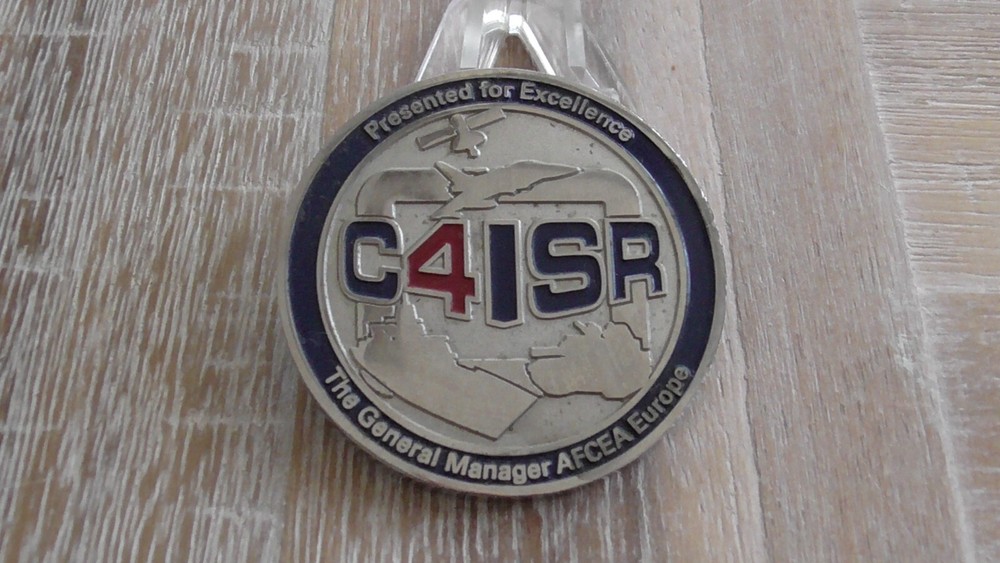 Presented for Excellence
C4ISR
The General Manager AFCEA Europe